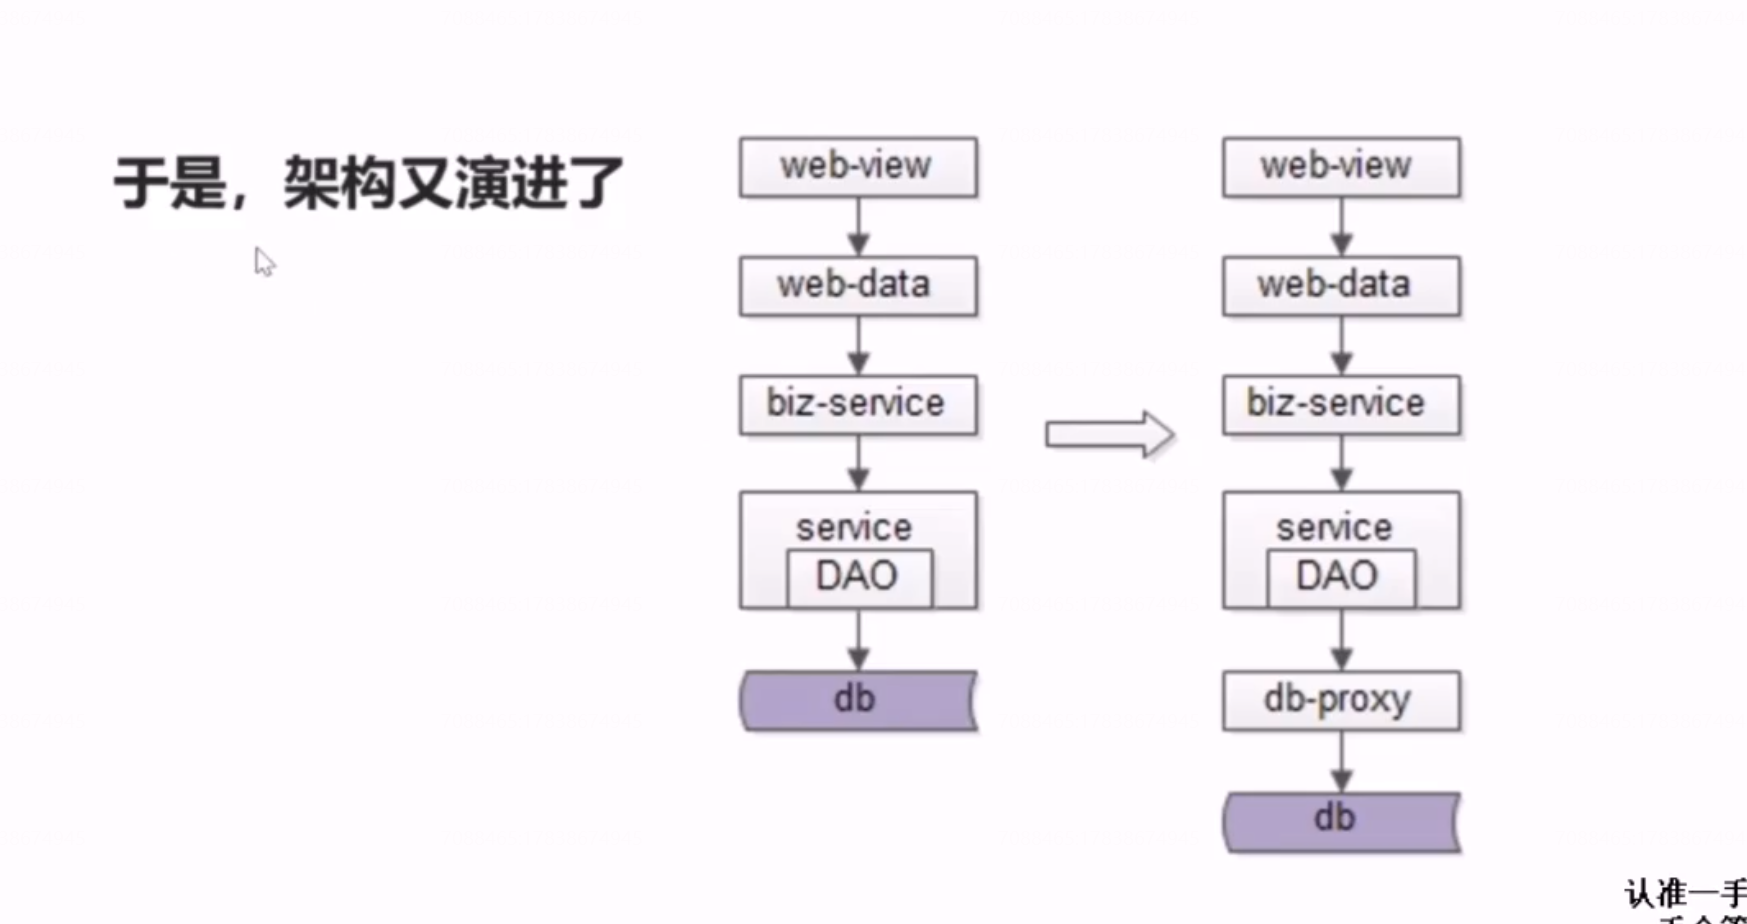 于是，架构又演进了
web-view
web-data
biz-service
service
DAO
db
web-view
web-data
biz-service
service
DAO
db-proxy
db
认准一手